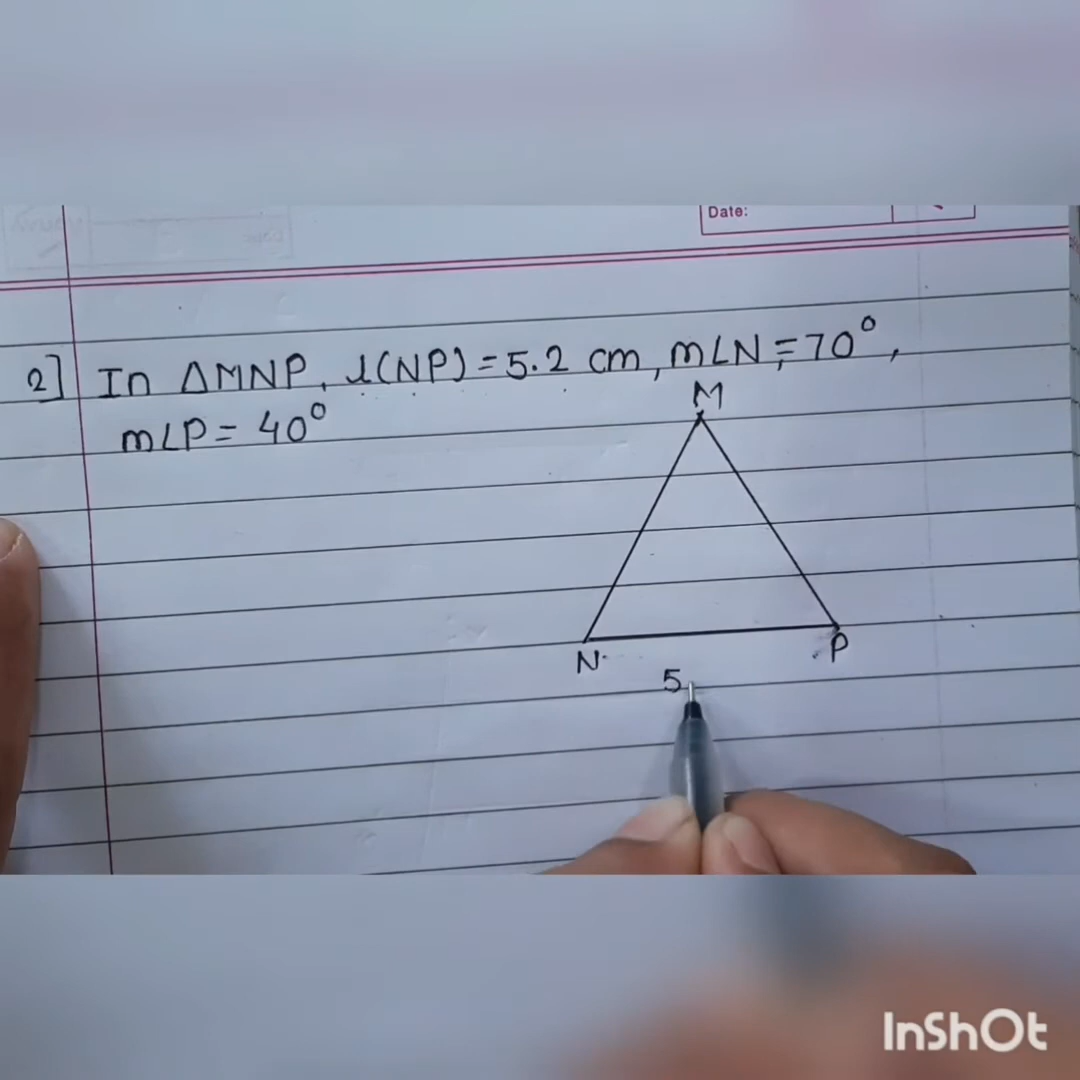 Date:
2] In ΔMNP, l(NP) = 5.2 cm, m∠N = 70°,
m∠P = 40°
M
N
P
5.
InShOt